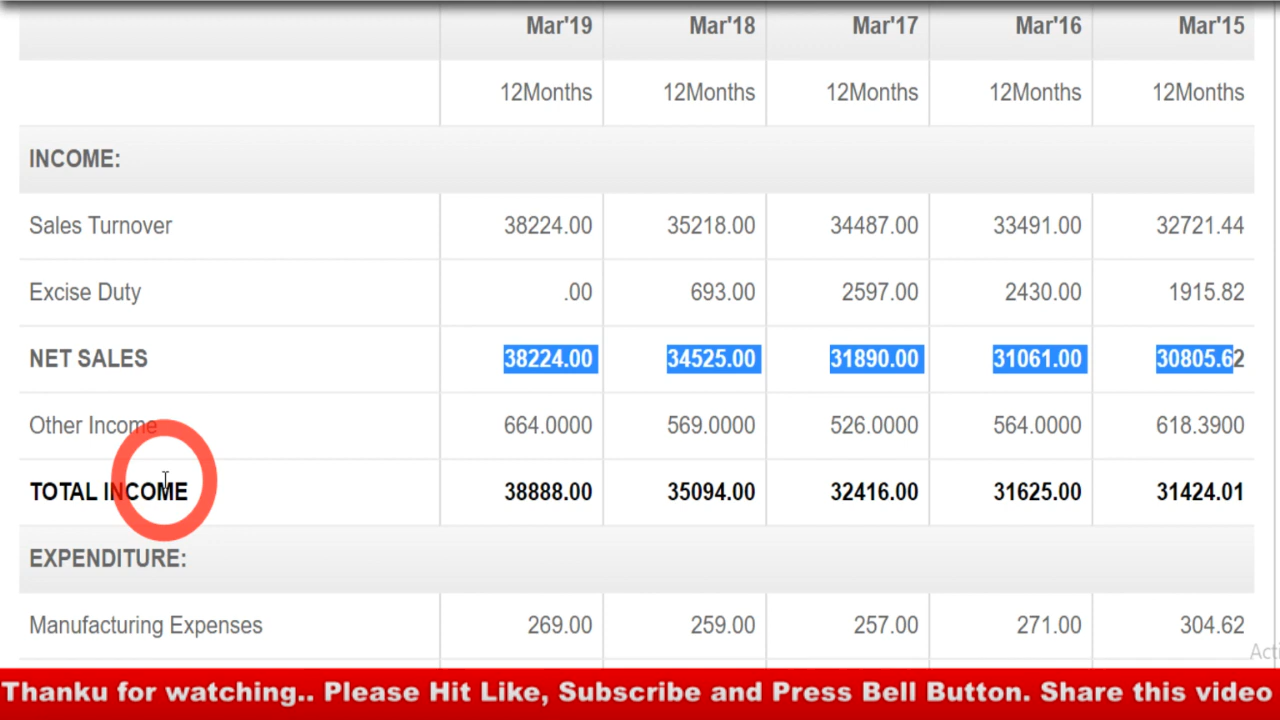 Mar'19 Mar'18 Mar'17 Mar'16 Mar'15
12Months 12Months 12Months 12Months 12Months
INCOME:
Sales Turnover 38224.00 35218.00 34487.00 33491.00 32721.44
Excise Duty .00 693.00 2597.00 2430.00 1915.82
NET SALES 38224.00 34525.00 31890.00 31061.00 30805.62
Other Income 664.0000 569.0000 526.0000 564.0000 618.3900
TOTAL INCOME 38888.00 35094.00 32416.00 31625.00 31424.01
EXPENDITURE:
Manufacturing Expenses 269.00 259.00 257.00 271.00 304.62
Acti
Thanku for watching.. Please Hit Like, Subscribe and Press Bell Button. Share this video